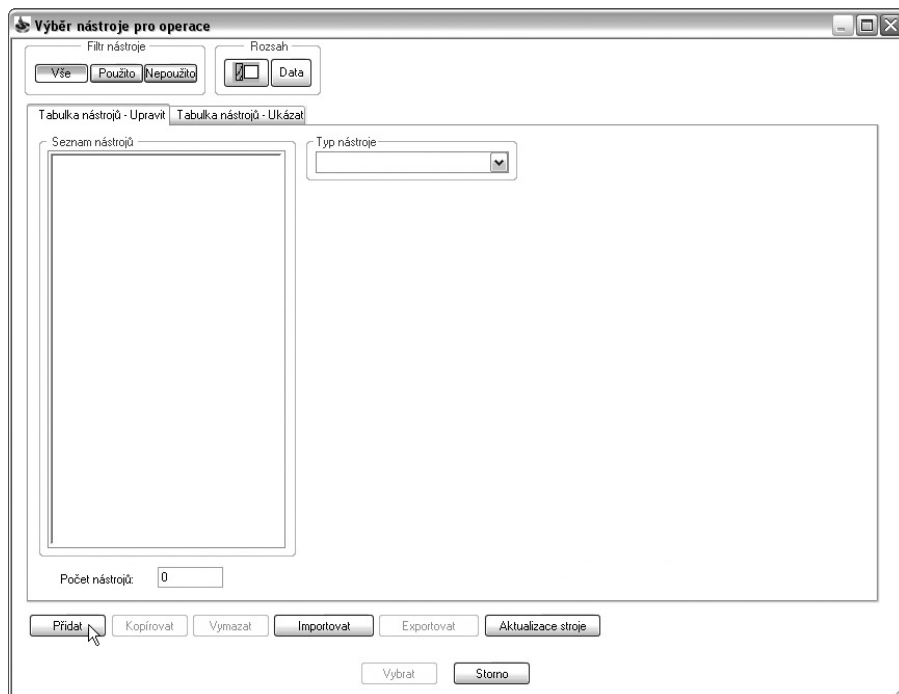 Výběr nástroje pro operace
Filtr nástroje
Rozsah
Vše Použito Nepoužito Data
Tabulka nástrojů - Upravit Tabulka nástrojů - Ukázat
Seznam nástrojů
Typ nástroje
Počet nástrojů: 0
Přidat Kopírovat Vymazat Importovat Exportovat Aktualizace stroje
Vybrat Storno